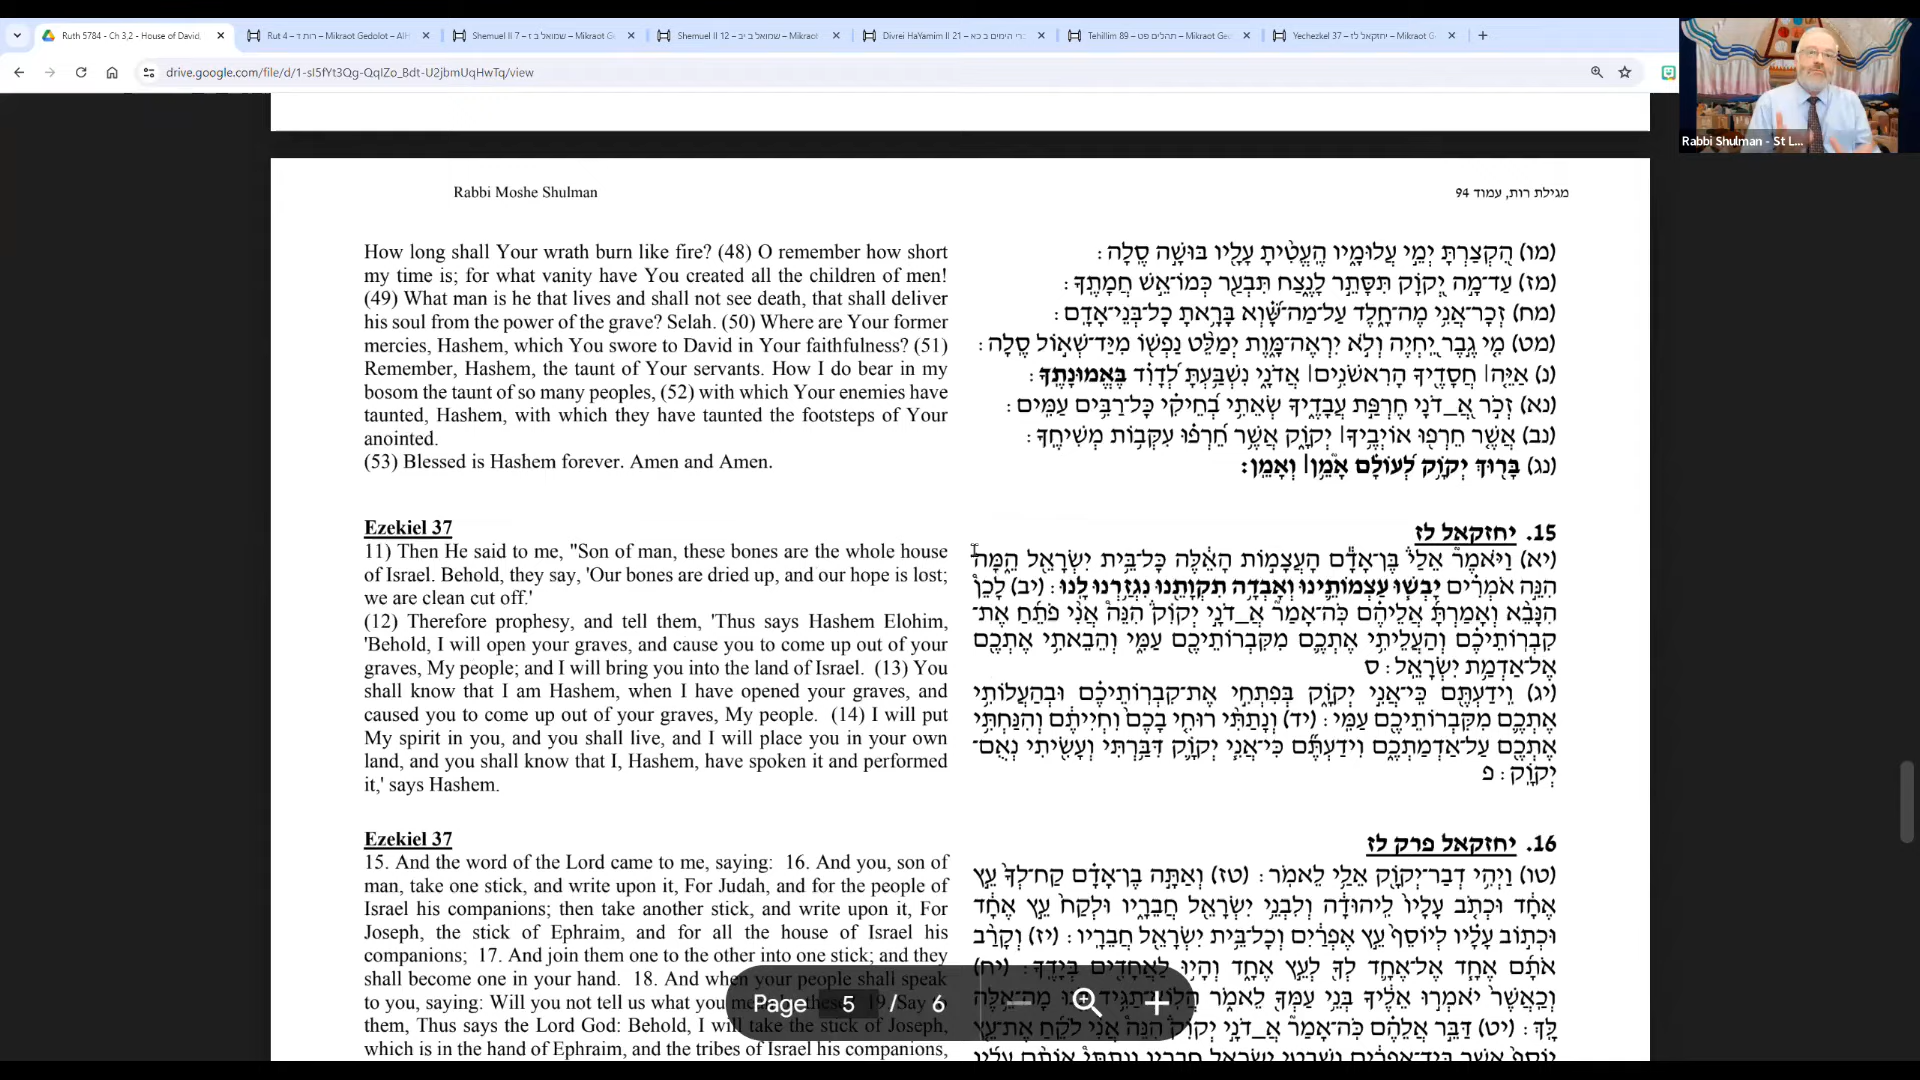 Ruth 5784 - Ch 3,2 - House of David,
Rut 4 – רות ד – Mikraot Gedolot – AlH
Shemuel II 7 – שמואל ב ז – Mikraot
Shemuel II 12 – שמואל ב יב – Mikraot
Divrei HaYamim II 21 – דברי הימים ב כא
Tehillim 89 – תהלים פט – Mikraot Ge
Yechezkel 37 – יחזקאל לז – Mikraot G
Rabbi Shulman - St L...
Rabbi Moshe Shulman
מגילת רות, עמוד 94
How long shall Your wrath burn like fire? (48) O remember how short
my time is; for what vanity have You created all the children of men!
(49) What man is he that lives and shall not see death, that shall deliver
his soul from the power of the grave? Selah. (50) Where are Your former
mercies, Hashem, which You swore to David in Your faithfulness? (51)
Remember, Hashem, the taunt of Your servants. How I do bear in my
bosom the taunt of so many peoples, (52) with which Your enemies have
taunted, Hashem, with which they have taunted the footsteps of Your
anointed.
(53) Blessed is Hashem forever. Amen and Amen.
(מו) הִ֭קְצַרְתָּ יְמֵ֣י עֲלוּמָ֑יו הֶֽעֱטִ֨יתָ עָלָ֖יו בּוּשָׁ֣ה סֶֽלָה:
(מז) עַד־מָ֣ה יְ֭קֹוָק תִּסָּתֵ֣ר לָנֶ֑צַח תִּבְעַ֖ר כְּמוֹ־אֵ֣שׁ חֲמָתֶֽךָ:
(מח) זְכָר־אֲנִ֥י מֶה־חָ֑לֶד עַל־מַה־שָּׁ֝֗וְא בָּרָ֥אתָ כָל־בְּנֵי־אָדָֽם:
(מט) מִ֤י גֶ֣בֶר יִֽ֭חְיֶה וְלֹ֣א יִרְאֶה־מָּ֑וֶת יְמַלֵּ֨ט נַפְשׁ֖וֹ מִיַּד־שְׁא֣וֹל סֶֽלָה:
(נ) אַיֵּ֤ה׀ חֲסָדֶ֖יךָ הָרִאשֹׁנִ֥ים׀ אֲדֹנָ֑י נִשְׁבַּ֥עְתָּ לְ֝דָוִ֗ד בֶּאֱמוּנָתֶֽךָ:
(נא) זְכֹ֣ר אֲ_֭דֹנָי חֶרְפַּ֣ת עֲבָדֶ֑יךָ שְׂאֵתִ֥י בְ֝חֵיקִ֗י כָּל־רַבִּ֥ים עַמִּֽים:
(נב) אֲשֶׁ֤ר חֵרְפ֖וּ אוֹיְבֶ֥יךָ׀ יְקֹוָ֑ק אֲשֶׁ֥ר חֵ֝רְפ֗וּ עִקְּב֥וֹת מְשִׁיחֶֽךָ:
(נג) בָּר֖וּךְ יְקֹוָ֥ק לְ֝עוֹלָ֗ם אָ֘מֵ֥ן׀ וְאָמֵֽן:
Ezekiel 37
11) Then He said to me, "Son of man, these bones are the whole house
of Israel. Behold, they say, 'Our bones are dried up, and our hope is lost;
we are clean cut off.'
(12) Therefore prophesy, and tell them, 'Thus says Hashem Elohim,
'Behold, I will open your graves, and cause you to come up out of your
graves, My people; and I will bring you into the land of Israel. (13) You
shall know that I am Hashem, when I have opened your graves, and
caused you to come up out of your graves, My people. (14) I will put
My spirit in you, and you shall live, and I will place you in your own
land, and you shall know that I, Hashem, have spoken it and performed
it,' says Hashem.
15. יחזקאל לז
(יא) וַיֹּאמֶר֮ אֵלַי֒ בֶּן־אָדָ֕ם הָעֲצָמ֣וֹת הָאֵ֔לֶּה כָּל־בֵּ֥ית יִשְׂרָאֵ֖ל הֵ֑מָּה
הִנֵּ֣ה אֹמְרִ֗ים יָבְשׁ֧וּ עַצְמוֹתֵ֛ינוּ וְאָבְדָ֥ה תִקְוָתֵ֖נוּ נִגְזַ֥רְנוּ לָֽנוּ: (יב) לָכֵן֩
הִנָּבֵ֨א וְאָמַרְתָּ֜ אֲלֵיהֶ֗ם כֹּֽה־אָמַר֮ אֲ_דֹנָ֣י יְקֹוִק֒ הִנֵּה֩ אֲנִ֨י פֹתֵ֜חַ אֶת־
קִבְרֽוֹתֵיכֶ֗ם וְהַעֲלֵיתִ֥י אֶתְכֶ֛ם מִקִּבְרוֹתֵיכֶ֖ם עַמִּ֑י וְהֵבֵאתִ֥י אֶתְכֶ֖ם
אֶל־אַדְמַ֥ת יִשְׂרָאֵֽל: ס
(יג) וִֽידַעְתֶּ֖ם כִּֽי־אֲנִ֣י יְקֹוָ֑ק בְּפִתְחִ֣י אֶת־קִבְרֽוֹתֵיכֶ֗ם וּבְהַעֲלוֹתִ֥י
אֶתְכֶ֛ם מִקִּבְרוֹתֵיכֶ֖ם עַמִּֽי: (יד) וְנָתַתִּ֨י רוּחִ֤י בָכֶם֙ וִחְיִיתֶ֔ם וְהִנַּחְתִּ֥י
אֶתְכֶ֖ם עַל־אַדְמַתְכֶ֑ם וִידַעְתֶּ֞ם כִּי־אֲנִ֧י יְקֹוָ֛ק דִּבַּ֥רְתִּי וְעָשִׂ֖יתִי נְאֻם־
יְקֹוָֽק: פ
Ezekiel 37
15. And the word of the Lord came to me, saying: 16. And you, son of
man, take one stick, and write upon it, For Judah, and for the people of
Israel his companions; then take another stick, and write upon it, For
Joseph, the stick of Ephraim, and for all the house of Israel his
companions; 17. And join them one to the other into one stick; and they
shall become one in your hand. 18. And when your people shall speak
to you, saying: Will you not tell us what you mean by these? 19. Say to
them, Thus says the Lord God: Behold, I will take the stick of Joseph,
which is in the hand of Ephraim, and the tribes of Israel his companions,
16. יחזקאל פרק לז
(טו) וַיְהִ֥י דְבַר־יְקֹוָ֖ק אֵלַ֥י לֵאמֹֽר: (טז) וְאַתָּ֣ה בֶן־אָדָ֗ם קַח־לְךָ֙ עֵ֣ץ
אֶחָ֔ד וּכְתֹ֤ב עָלָיו֙ לִֽיהוּדָ֔ה וְלִבְנֵ֥י יִשְׂרָאֵ֖ל חֲבֵרָ֑יו וּלְקַח֙ עֵ֣ץ אֶחָ֔ד
וּכְת֣וֹב עָלָ֗יו לְיוֹסֵף֙ עֵ֣ץ אֶפְרַ֔יִם וְכָל־בֵּ֥ית יִשְׂרָאֵ֖ל חֲבֵרָֽיו: (יז) וְקָרַ֨ב
אֹתָ֜ם אֶחָ֧ד אֶל־אֶחָ֛ד לְךָ֖ לְעֵ֣ץ אֶחָ֑ד וְהָי֥וּ לַאֲחָדִ֖ים בְּיָדֶֽךָ: (יח)
וְכַֽאֲשֶׁר֙ יֹאמְר֣וּ אֵלֶ֔יךָ בְּנֵ֥י עַמְּךָ֖ לֵאמֹ֑ר הֲלֽוֹא־תַגִּ֥יד לָ֖נוּ מָה־אֵ֥לֶּה
לָּֽךְ: (יט) דַּבֵּ֣ר אֲלֵהֶ֗ם כֹּֽה־אָמַר֮ אֲ_דֹנָ֣י יְקֹוִק֒ הִנֵּה֩ אֲנִ֨י לֹקֵ֜חַ אֶת־עֵ֤ץ
יוֹסֵף֙ אֲשֶׁ֣ר בְּיַד־אֶפְרַ֔יִם וְשִׁבְטֵ֥י יִשְׂרָאֵ֖ל חֲבֵרָ֑יו וְנָתַתִּי֩ אוֹתָ֨ם עָלָ֜יו
Page 5 / 6